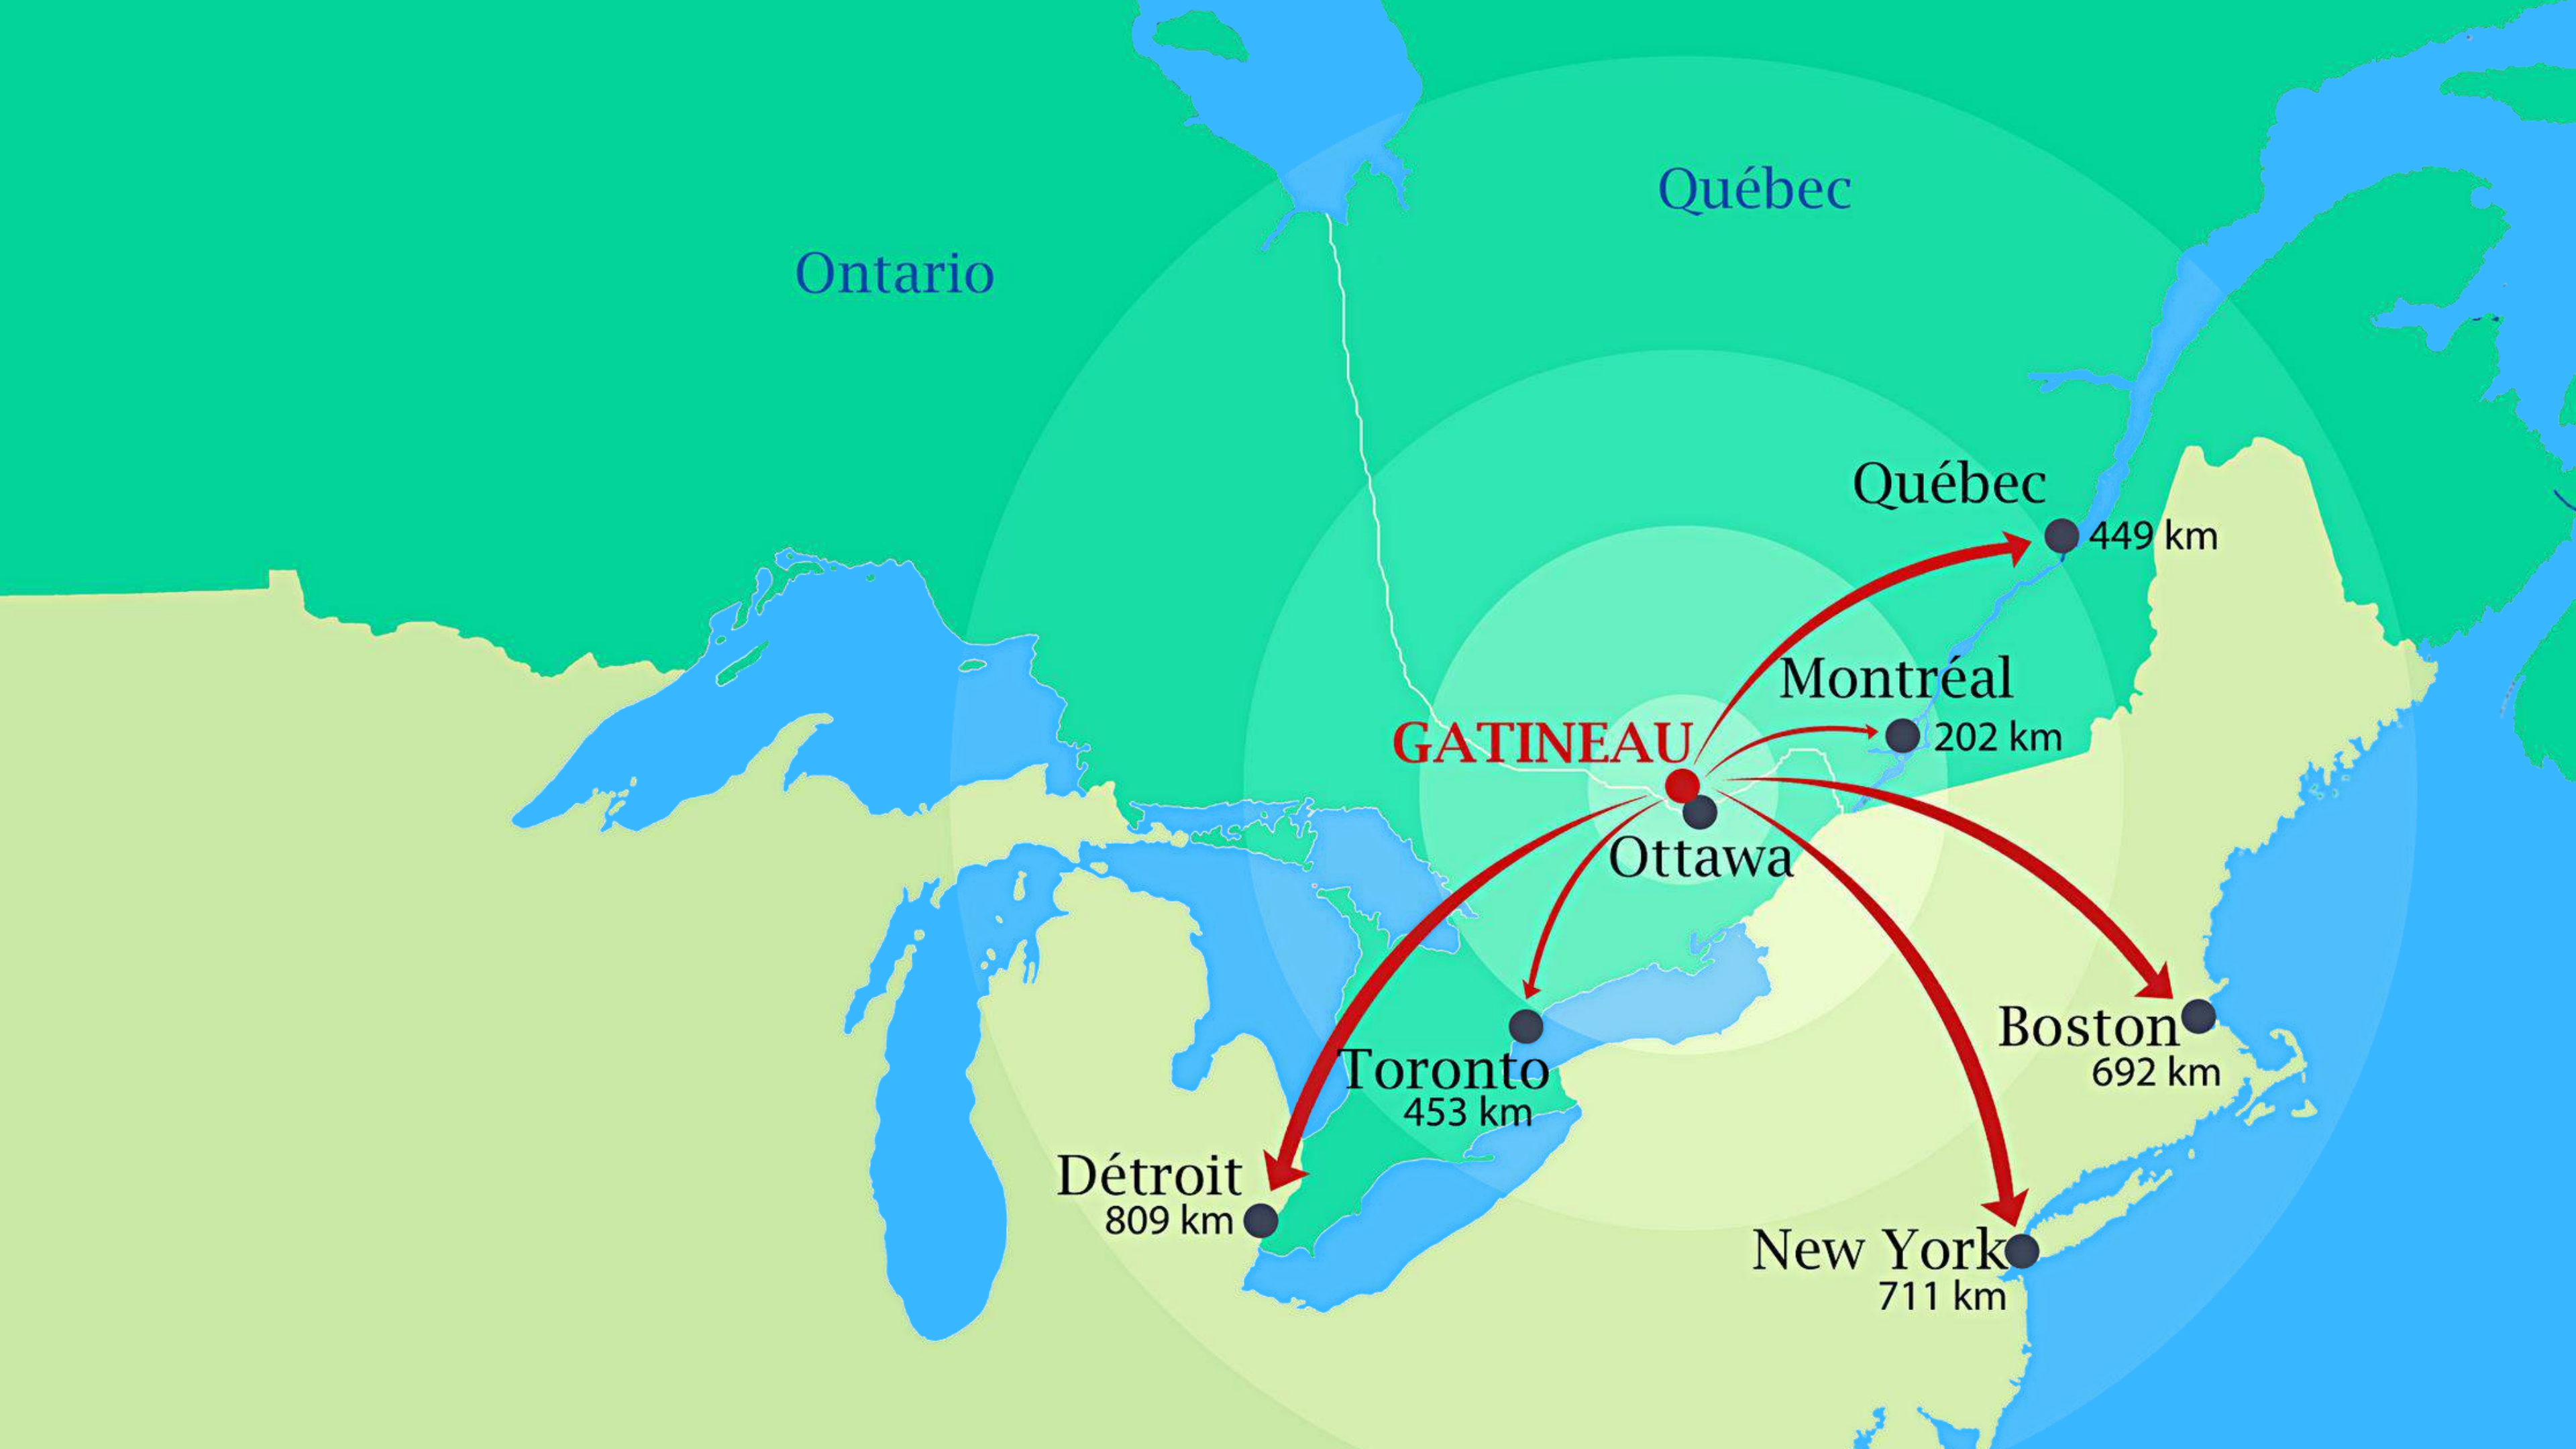 Québec
Ontario
Québec
449 km
Montréal
202 km
GATINEAU
Ottawa
Boston
692 km
Toronto
453 km
Détroit
809 km
New York
711 km